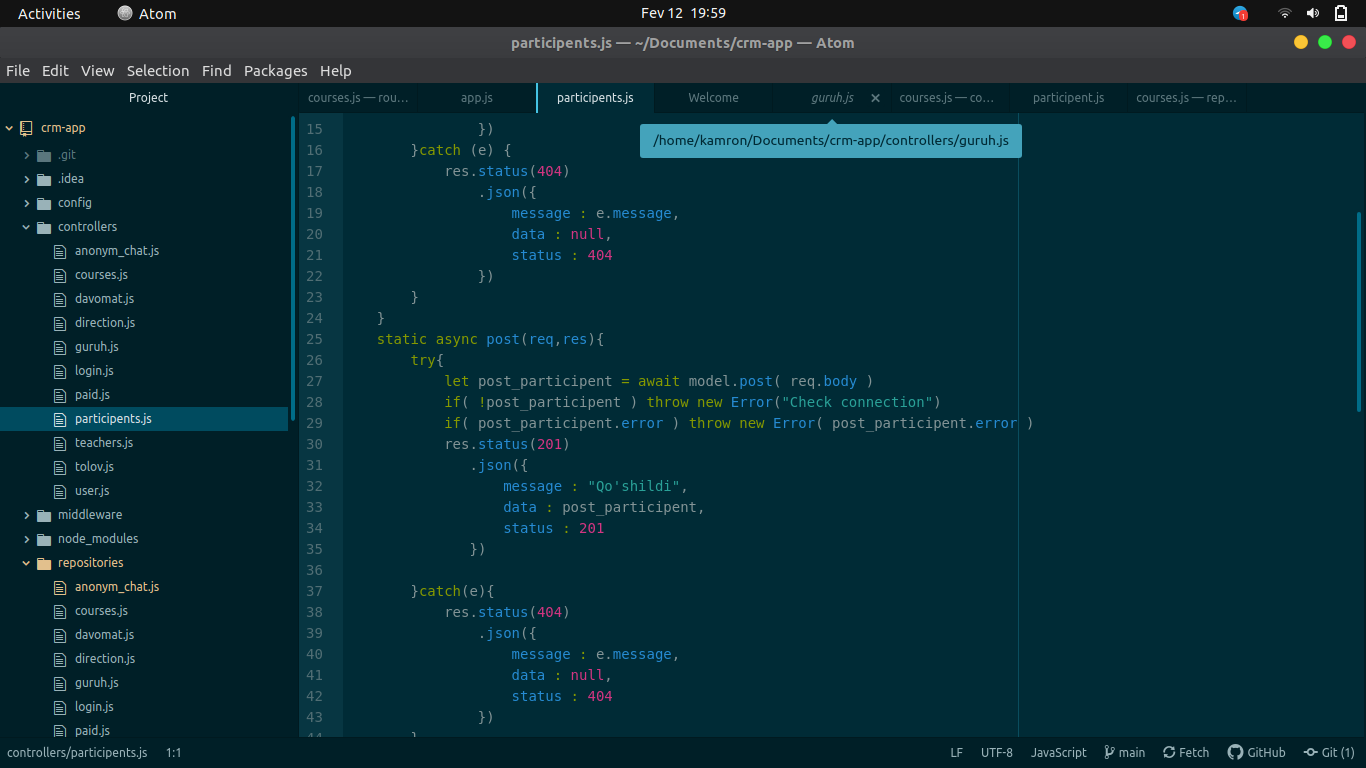 Activities Atom Fev 12 19:59 1
participents.js — ~/Documents/crm-app — Atom
File Edit View Selection Find Packages Help
Project
crm-app
.git
.idea
config
controllers
anonym_chat.js
courses.js
davomat.js
direction.js
guruh.js
login.js
paid.js
participents.js
teachers.js
tolov.js
user.js
middleware
node_modules
repositories
anonym_chat.js
courses.js
davomat.js
direction.js
guruh.js
login.js
paid.js
courses.js — rou… app.js participents.js Welcome guruh.js courses.js — co… participent.js courses.js — rep…
/home/kamron/Documents/crm-app/controllers/guruh.js
15 })
16 }catch (e) {
17 res.status(404)
18 .json({
19 message : e.message,
20 data : null,
21 status : 404
22 })
23 }
24 }
25 static async post(req,res){
26 try{
27 let post_participent = await model.post( req.body )
28 if( !post_participent ) throw new Error("Check connection")
29 if( post_participent.error ) throw new Error( post_participent.error )
30 res.status(201)
31 .json({
32 message : "Qo'shildi",
33 data : post_participent,
34 status : 201
35 })
36
37 }catch(e){
38 res.status(404)
39 .json({
40 message : e.message,
41 data : null,
42 status : 404
43 })
44 }
controllers/participents.js 1:1 LF UTF-8 JavaScript main Fetch GitHub Git (1)